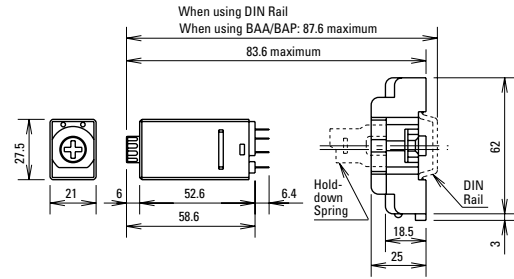 When using DIN Rail
When using BAA/BAP: 87.6 maximum
83.6 maximum
27.5
21
6
52.6
6.4
58.6
Hold-
down
Spring
DIN
Rail
62
3
18.5
25